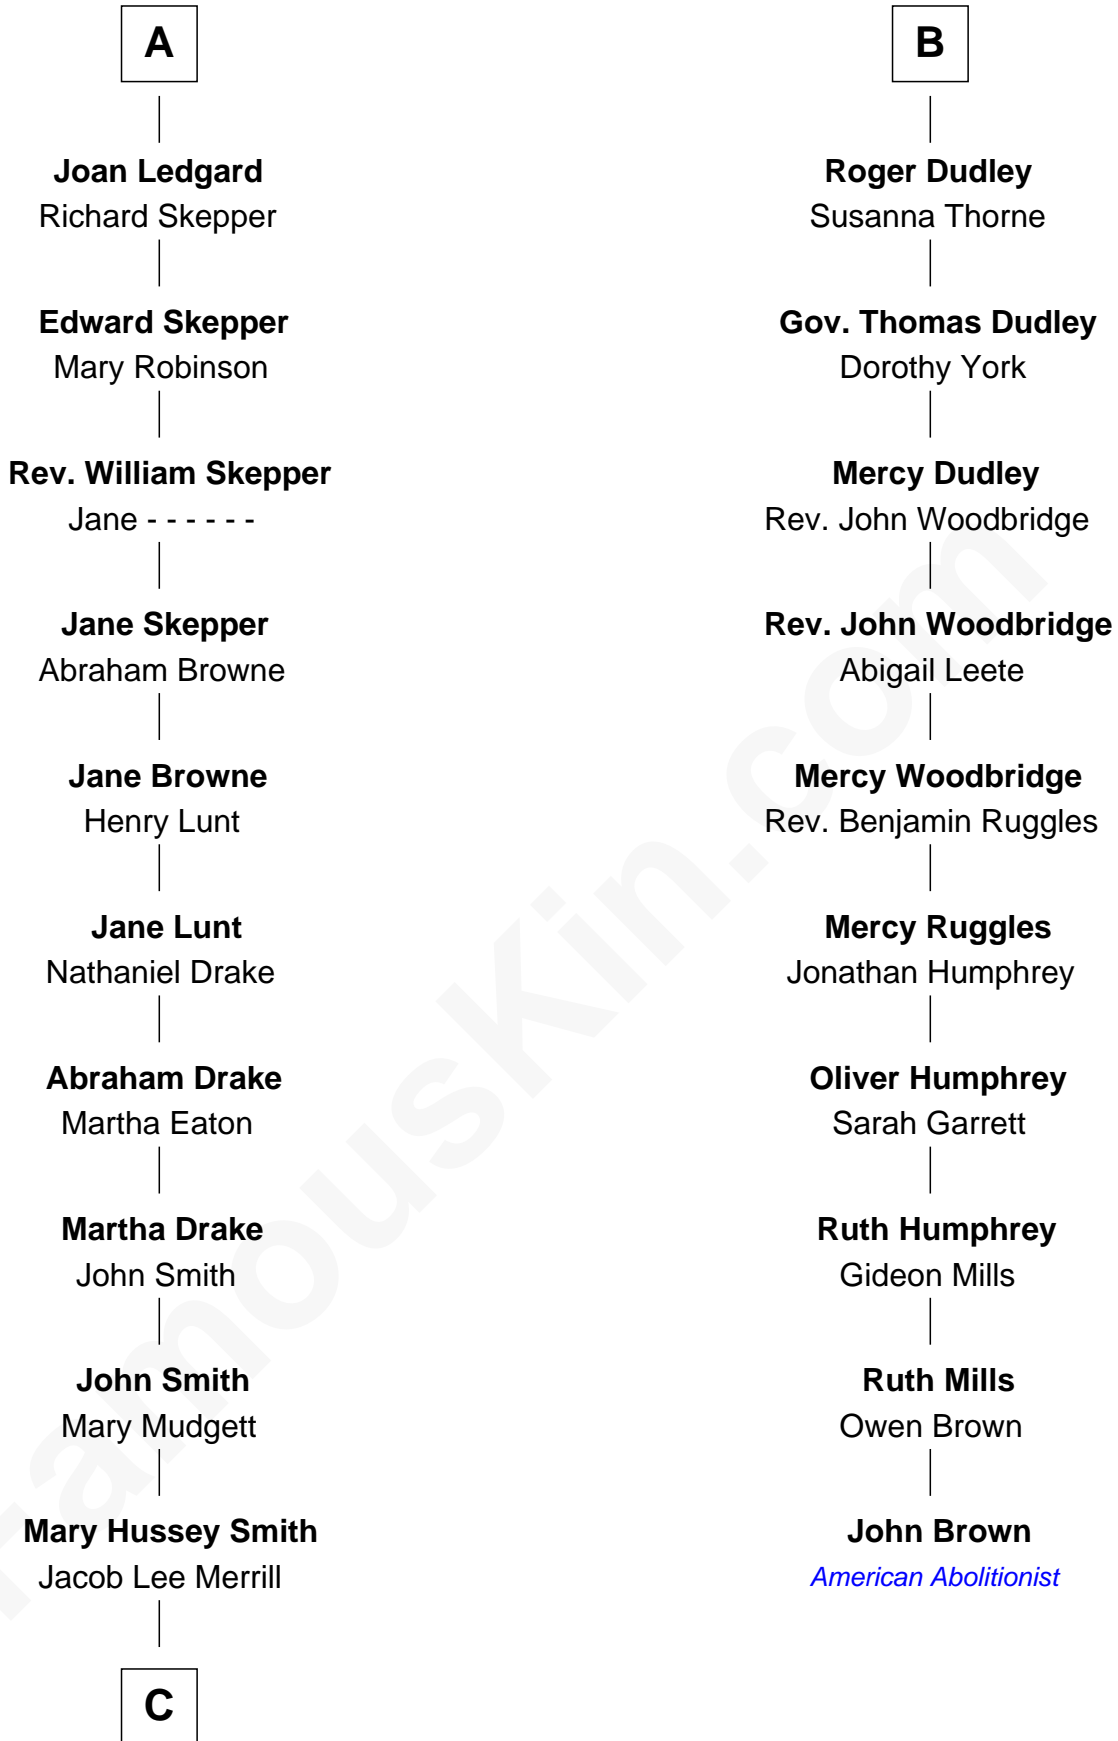 A
Joan Ledgard
Richard Skepper
Edward Skepper
Mary Robinson
Rev. William Skepper
Jane - - - - - -
Jane Skepper
Abraham Browne
Jane Browne
Henry Lunt
Jane Lunt
Nathaniel Drake
Abraham Drake
Martha Eaton
Martha Drake
John Smith
John Smith
Mary Mudgett
Mary Hussey Smith
Jacob Lee Merrill
C
B
Roger Dudley
Susanna Thorne
Gov. Thomas Dudley
Dorothy York
Mercy Dudley
Rev. John Woodbridge
Rev. John Woodbridge
Abigail Leete
Mercy Woodbridge
Rev. Benjamin Ruggles
Mercy Ruggles
Jonathan Humphrey
Oliver Humphrey
Sarah Garrett
Ruth Humphrey
Gideon Mills
Ruth Mills
Owen Brown
John Brown
American Abolitionist
FamousKin.com